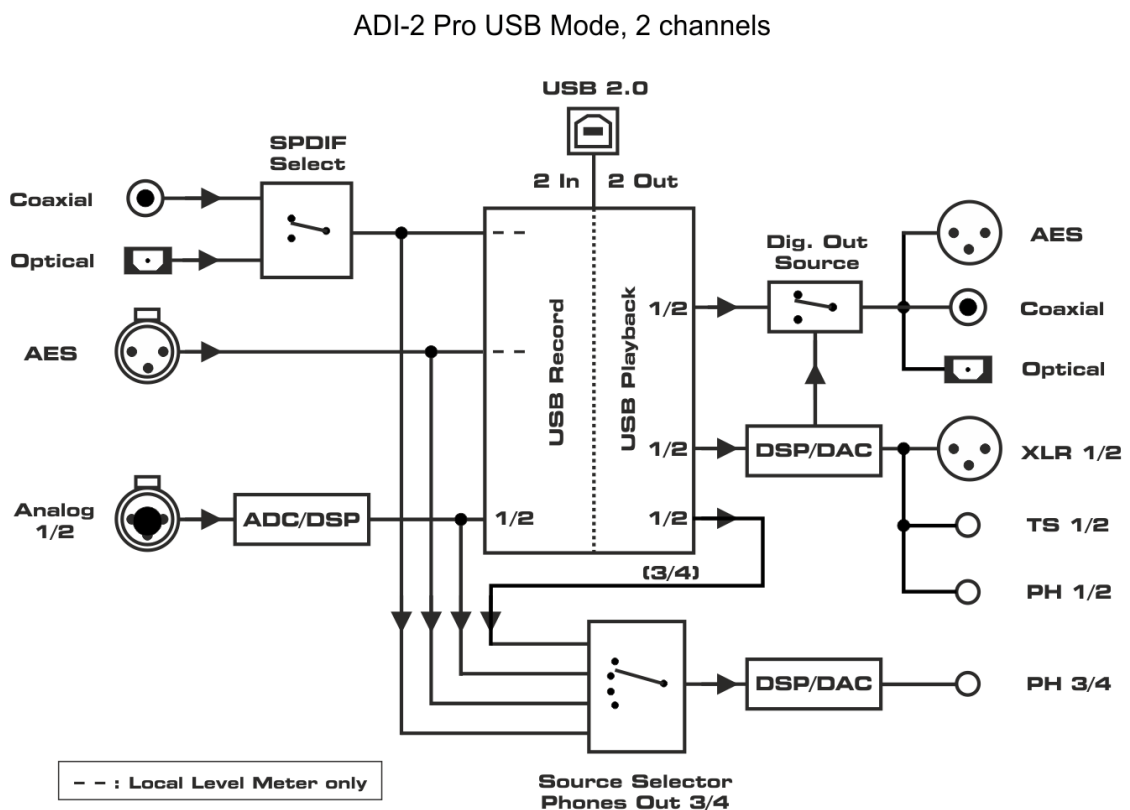 ADI-2 Pro USB Mode, 2 channels
USB 2.0
SPDIF
Select
2 In
2 Out
Coaxial
Optical
AES
Analog
1/2
ADC/DSP
1/2
USB Record
USB Playback
1/2
1/2
1/2
(3/4)
Dig. Out
Source
DSP/DAC
AES
Coaxial
Optical
XLR 1/2
TS 1/2
PH 1/2
DSP/DAC
PH 3/4
Source Selector
Phones Out 3/4
- - : Local Level Meter only